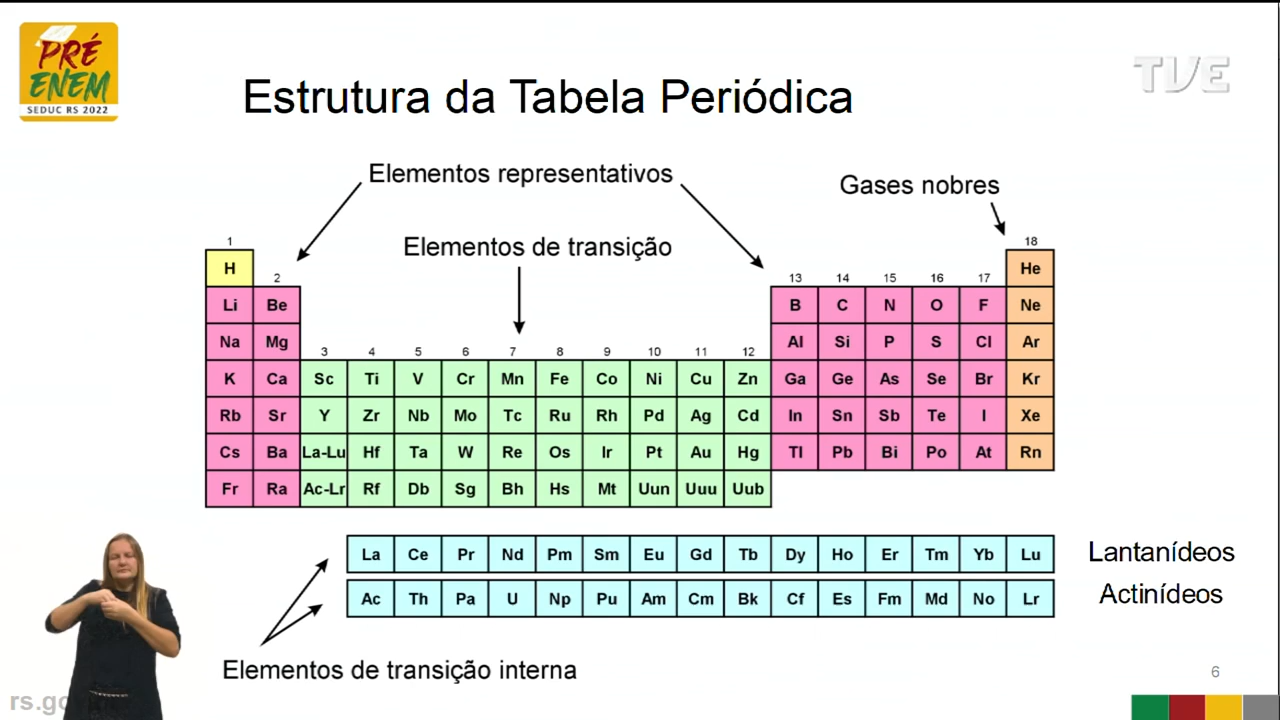 PRÉ
ENEM
SEDUC RS 2022
TVE
Estrutura da Tabela Periódica
Elementos representativos
Gases nobres
Elementos de transição
1 18
H He
2 13 14 15 16 17
Li Be B C N O F Ne
Na Mg Al Si P S Cl Ar
3 4 5 6 7 8 9 10 11 12
K Ca Sc Ti V Cr Mn Fe Co Ni Cu Zn Ga Ge As Se Br Kr
Rb Sr Y Zr Nb Mo Tc Ru Rh Pd Ag Cd In Sn Sb Te I Xe
Cs Ba La-Lu Hf Ta W Re Os Ir Pt Au Hg Tl Pb Bi Po At Rn
Fr Ra Ac-Lr Rf Db Sg Bh Hs Mt Uun Uuu Uub
La Ce Pr Nd Pm Sm Eu Gd Tb Dy Ho Er Tm Yb Lu Lantanídeos
Ac Th Pa U Np Pu Am Cm Bk Cf Es Fm Md No Lr Actinídeos
Elementos de transição interna
6